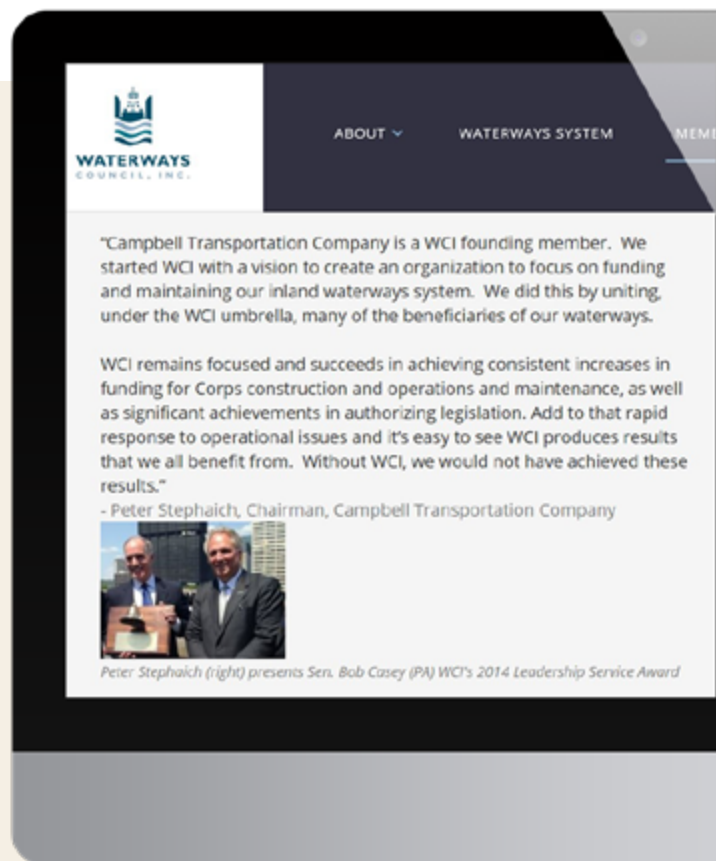 WATERWAYS
COUNCIL, INC.
ABOUT
WATERWAYS SYSTEM
"Campbell Transportation Company is a WCI founding member. We
started WCI with a vision to create an organization to focus on funding
and maintaining our inland waterways system. We did this by uniting,
under the WCI umbrella, many of the beneficiaries of our waterways.
WCI remains focused and succeeds in achieving consistent increases in
funding for Corps construction and operations and maintenance, as well
as significant achievements in authorizing legislation. Add to that rapid
response to operational issues and it's easy to see WCI produces results
that we all benefit from. Without WCI, we would not have achieved these
results."
- Peter Stephaich, Chairman, Campbell Transportation Company
Peter Stephaich (right) presents Sen. Bob Casey (PA) WCI's 2014 Leadership Service Award